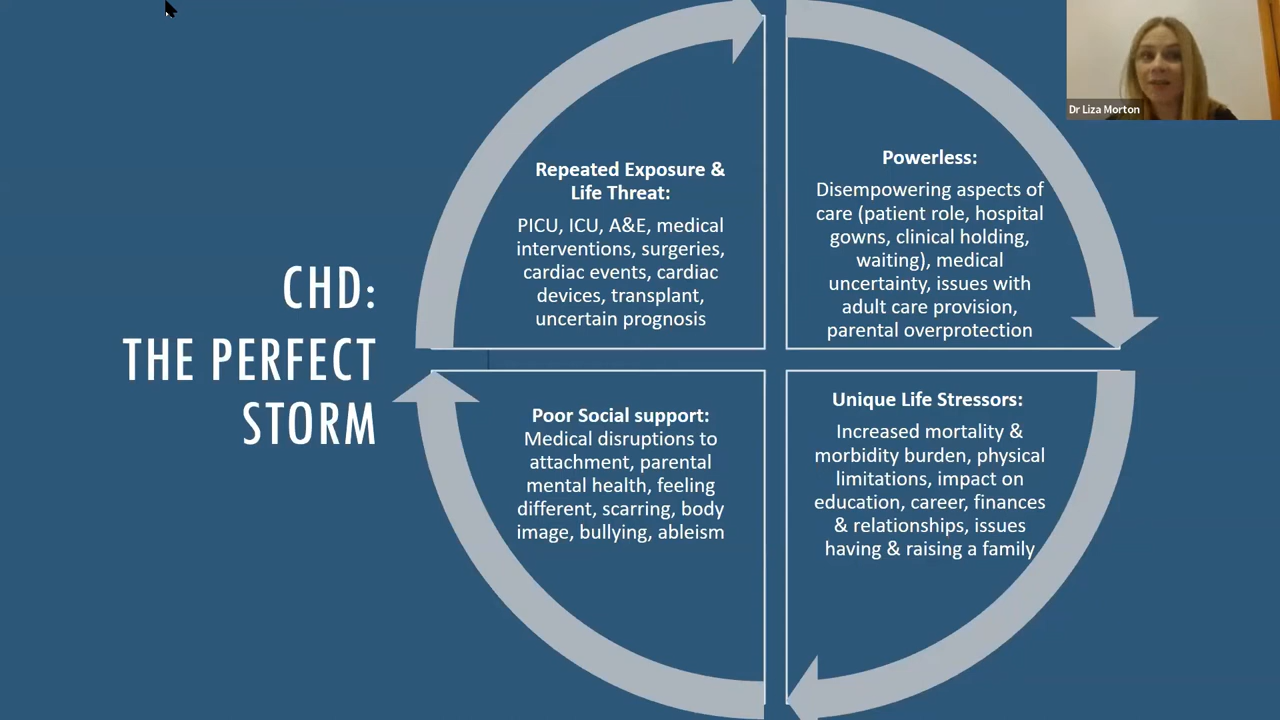 CHD:
THE PERFECT
STORM
Repeated Exposure &
Life Threat:
PICU, ICU, A&E, medical
interventions, surgeries,
cardiac events, cardiac
devices, transplant,
uncertain prognosis
Powerless:
Disempowering aspects of
care (patient role, hospital
gowns, clinical holding,
waiting), medical
uncertainty, issues with
adult care provision,
parental overprotection
Poor Social support:
Medical disruptions to
attachment, parental
mental health, feeling
different, scarring, body
image, bullying, ableism
Unique Life Stressors:
Increased mortality &
morbidity burden, physical
limitations, impact on
education, career, finances
& relationships, issues
having & raising a family
Dr Liza Morton